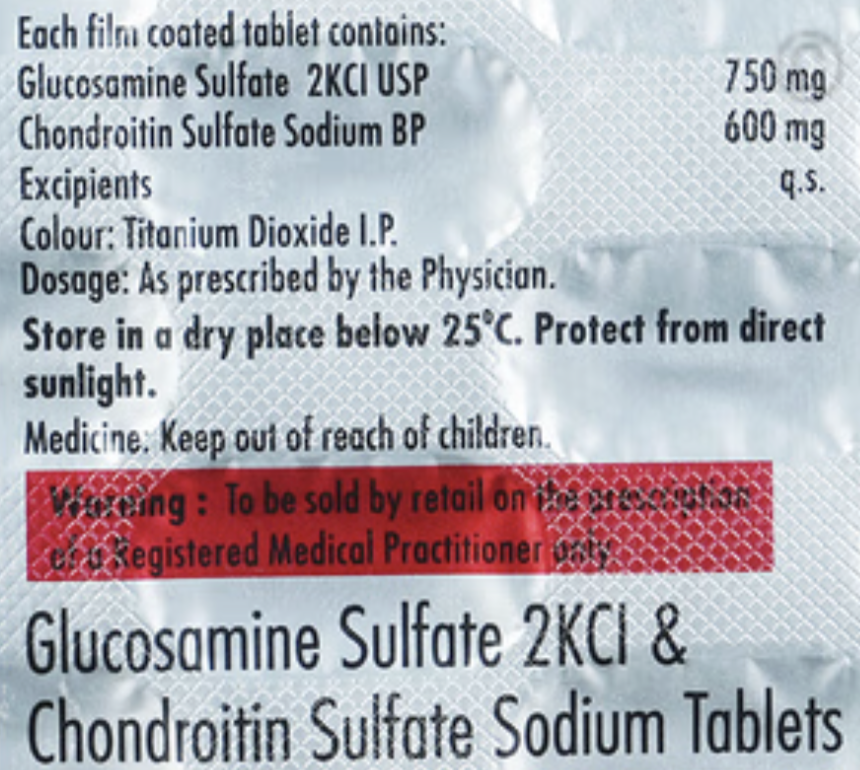 Each film coated tablet contains:
Glucosamine Sulfate 2KCl USP 750 mg
Chondroitin Sulfate Sodium BP 600 mg
Excipients q.s.
Colour: Titanium Dioxide I.P.
Dosage: As prescribed by the Physician.
Store in a dry place below 25°C. Protect from direct
sunlight.
Medicine: Keep out of reach of children.
Warning : To be sold by retail on the prescription
of a Registered Medical Practitioner only.
Glucosamine Sulfate 2KCl &
Chondroitin Sulfate Sodium Tablets